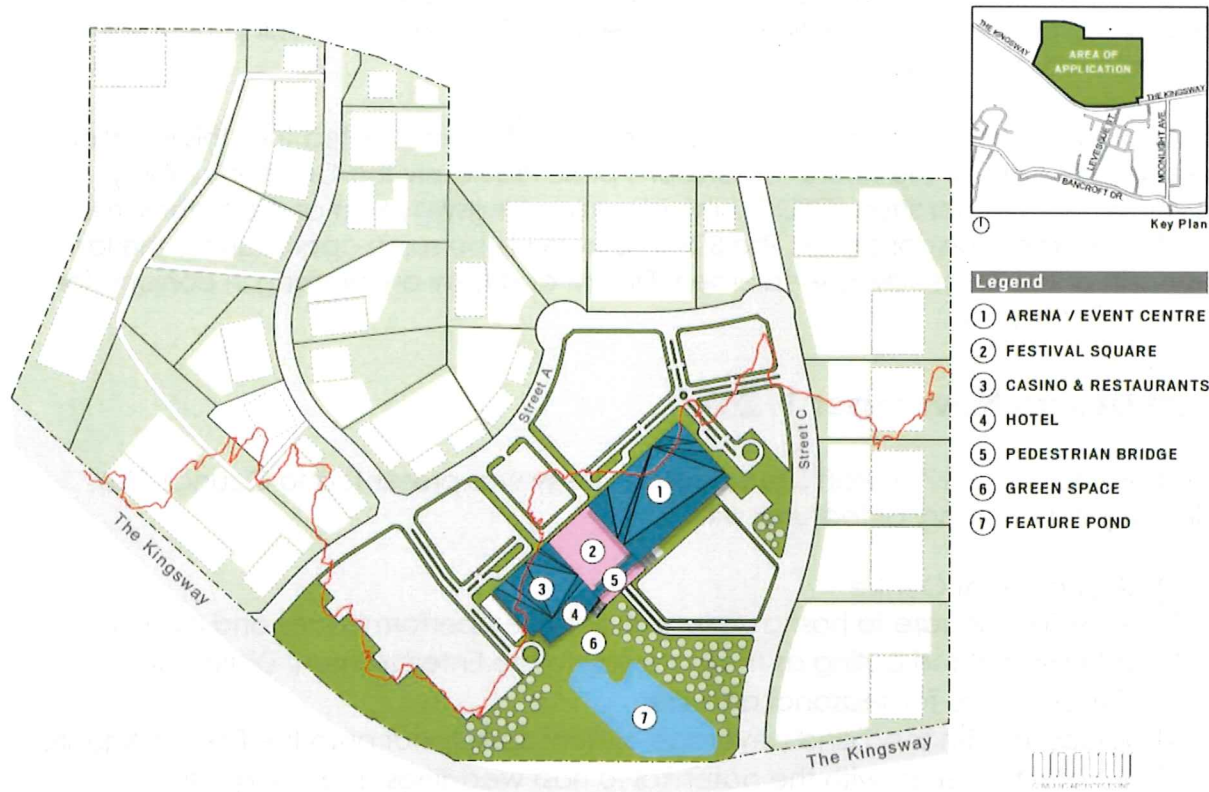 THE KINGSWAY
AREA OF
APPLICATION
THE KINGSWAY
LEVESQUE ST.
MOONLIGHT AVE
BANCROFT DR.
Key Plan
Legend
1 ARENA / EVENT CENTRE
2 FESTIVAL SQUARE
3 CASINO & RESTAURANTS
4 HOTEL
5 PEDESTRIAN BRIDGE
6 GREEN SPACE
7 FEATURE POND
Street A
Street C
1
2
3
5
4
6
7
The Kingsway
The Kingsway